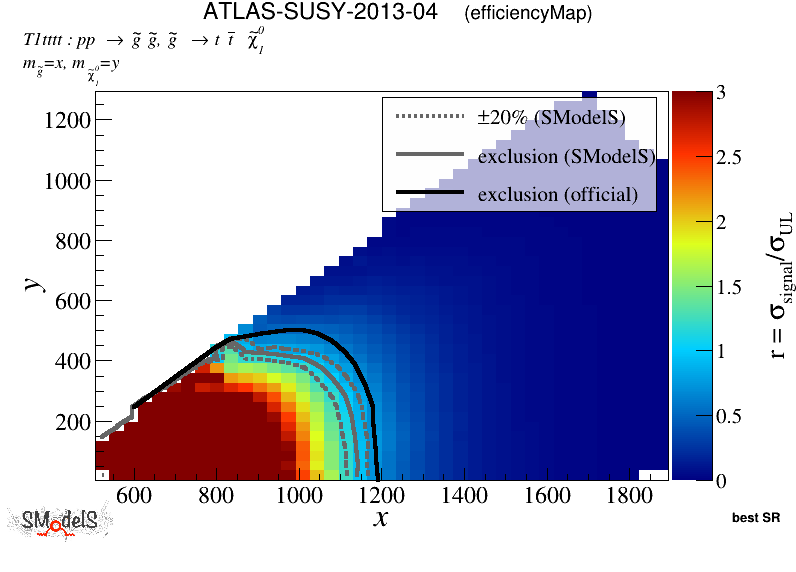 ATLAS-SUSY-2013-04 (efficiencyMap)
T1tttt : pp → g̃ g̃, g̃ → t t̄ χ̃₁⁰
m_g̃=x, m_χ̃₁⁰=y
±20% (SModelS)
exclusion (SModelS)
exclusion (official)
1200
1000
800
600
400
200
y
600
800
1000
1200
1400
1600
1800
x
3
2.5
2
1.5
1
0.5
0
r = σ_signal/σ_UL
SModelS
best SR